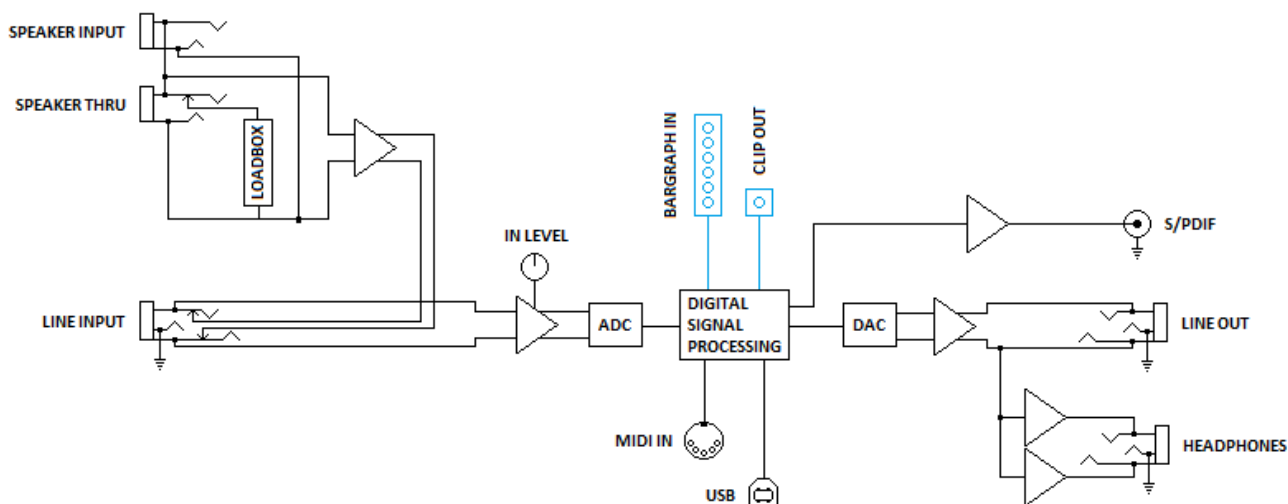 SPEAKER INPUT
SPEAKER THRU
LOADBOX
BARGRAPH IN
CLIP OUT
S/PDIF
IN LEVEL
LINE INPUT
ADC
DIGITAL
SIGNAL
PROCESSING
DAC
LINE OUT
MIDI IN
HEADPHONES
USB